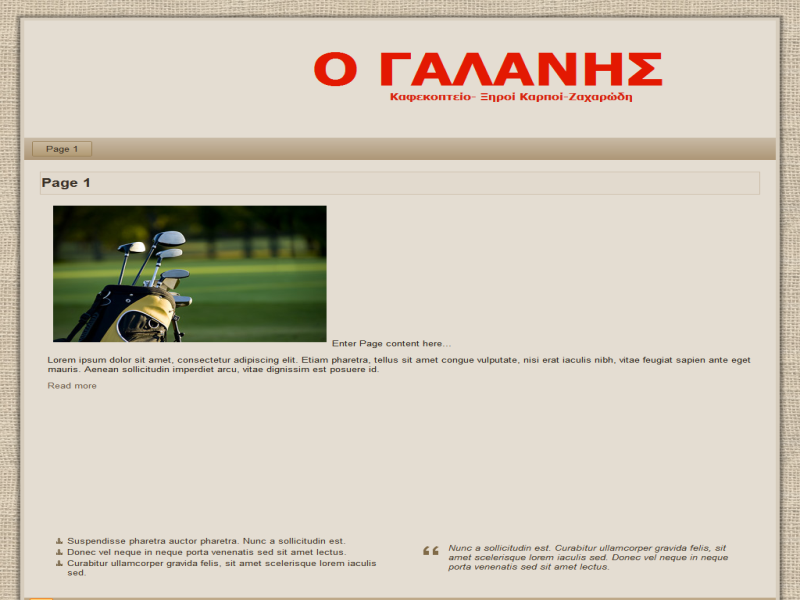 Ο ΓΑΛΑΝΗΣ
Καφεκοπτείο- Ξηροί Καρποί-Ζαχαρώδη
Page 1
Page 1
Enter Page content here...
Lorem ipsum dolor sit amet, consectetur adipiscing elit. Etiam pharetra, tellus sit amet congue vulputate, nisi erat iaculis nibh, vitae feugiat sapien ante eget
mauris. Aenean sollicitudin imperdiet arcu, vitae dignissim est posuere id.
Read more
Suspendisse pharetra auctor pharetra. Nunc a sollicitudin est.
Donec vel neque in neque porta venenatis sed sit amet lectus.
Curabitur ullamcorper gravida felis, sit amet scelerisque lorem iaculis
sed.
Nunc a sollicitudin est. Curabitur ullamcorper gravida felis, sit
amet scelerisque lorem iaculis sed. Donec vel neque in neque
porta venenatis sed sit amet lectus.